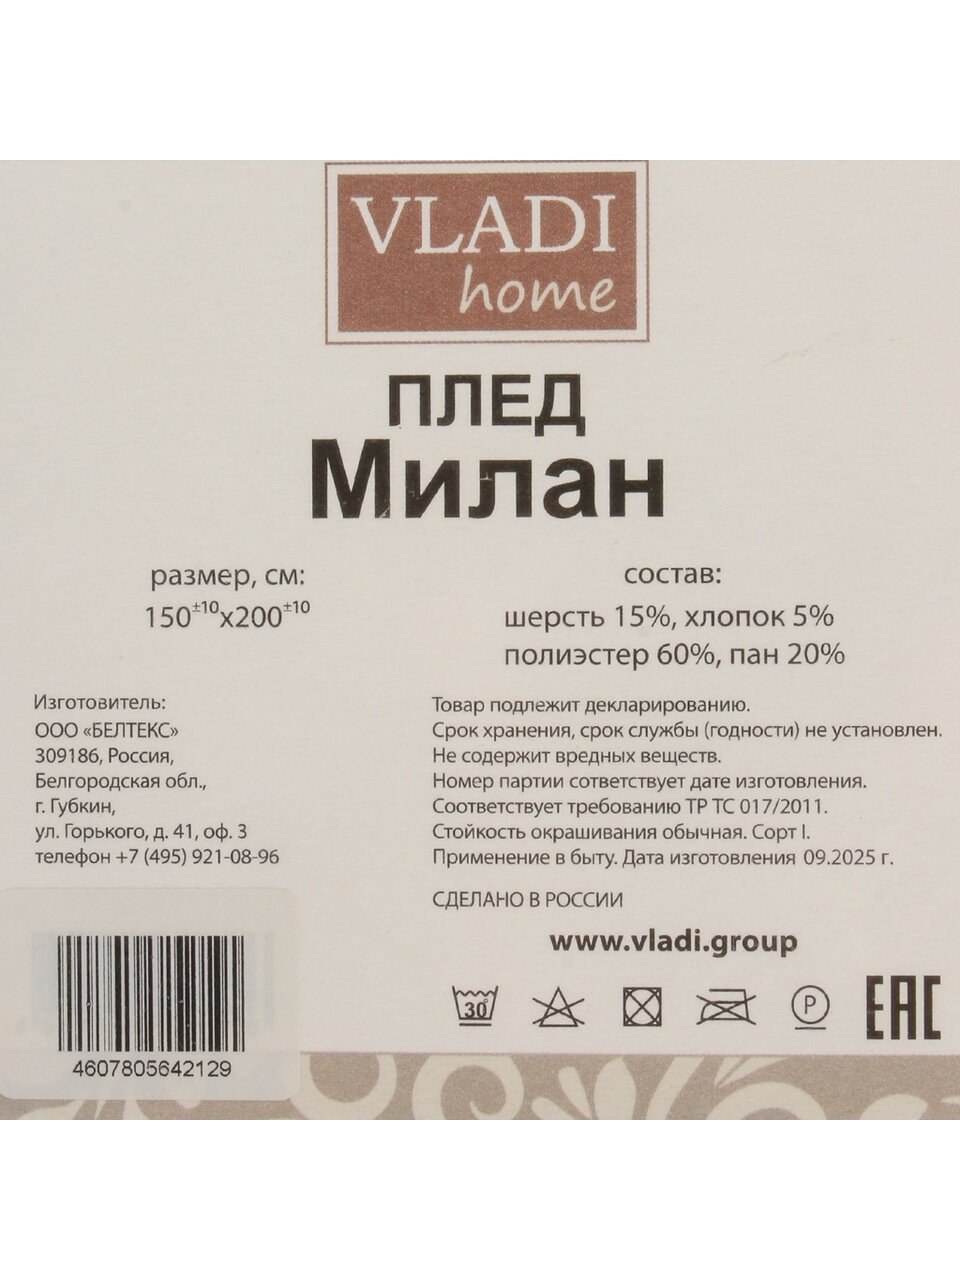 VLADI
home
ПЛЕД
Милан
размер, см:
150±10х200±10
состав:
шерсть 15%, хлопок 5%
полиэстер 60%, пан 20%
Изготовитель:
ООО «БЕЛТЕКС»
309186, Россия,
Белгородская обл.,
г. Губкин,
ул. Горького, д. 41, оф. 3
телефон +7 (495) 921-08-96
Товар подлежит декларированию.
Срок хранения, срок службы (годности) не установлен.
Не содержит вредных веществ.
Номер партии сответствует дате изготовления.
Соответствует требованию ТР ТС 017/2011.
Стойкость окрашивания обычная. Сорт I.
Применение в быту. Дата изготовления 09.2025 г.
СДЕЛАНО В РОССИИ
www.vladi.group
30° P EAC
4607805642129